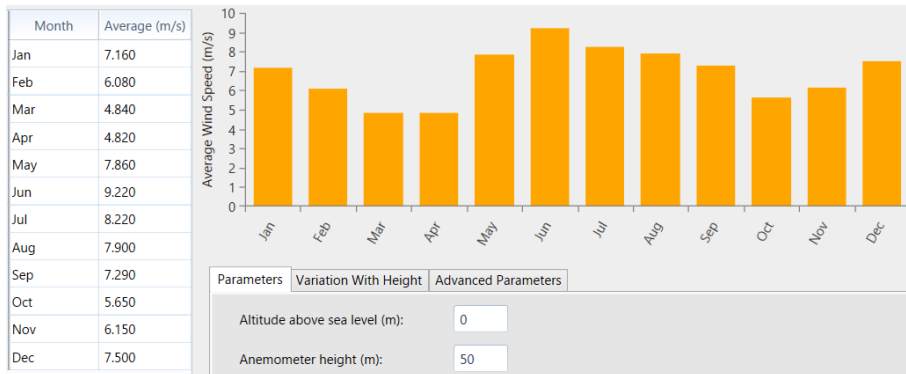 Month Average (m/s)
Jan 7.160
Feb 6.080
Mar 4.840
Apr 4.820
May 7.860
Jun 9.220
Jul 8.220
Aug 7.900
Sep 7.290
Oct 5.650
Nov 6.150
Dec 7.500
Average Wind Speed (m/s)
10
9
8
7
6
5
4
3
2
1
0
Jan Feb Mar Apr May Jun Jul Aug Sep Oct Nov Dec
Parameters Variation With Height Advanced Parameters
Altitude above sea level (m): 0
Anemometer height (m): 50